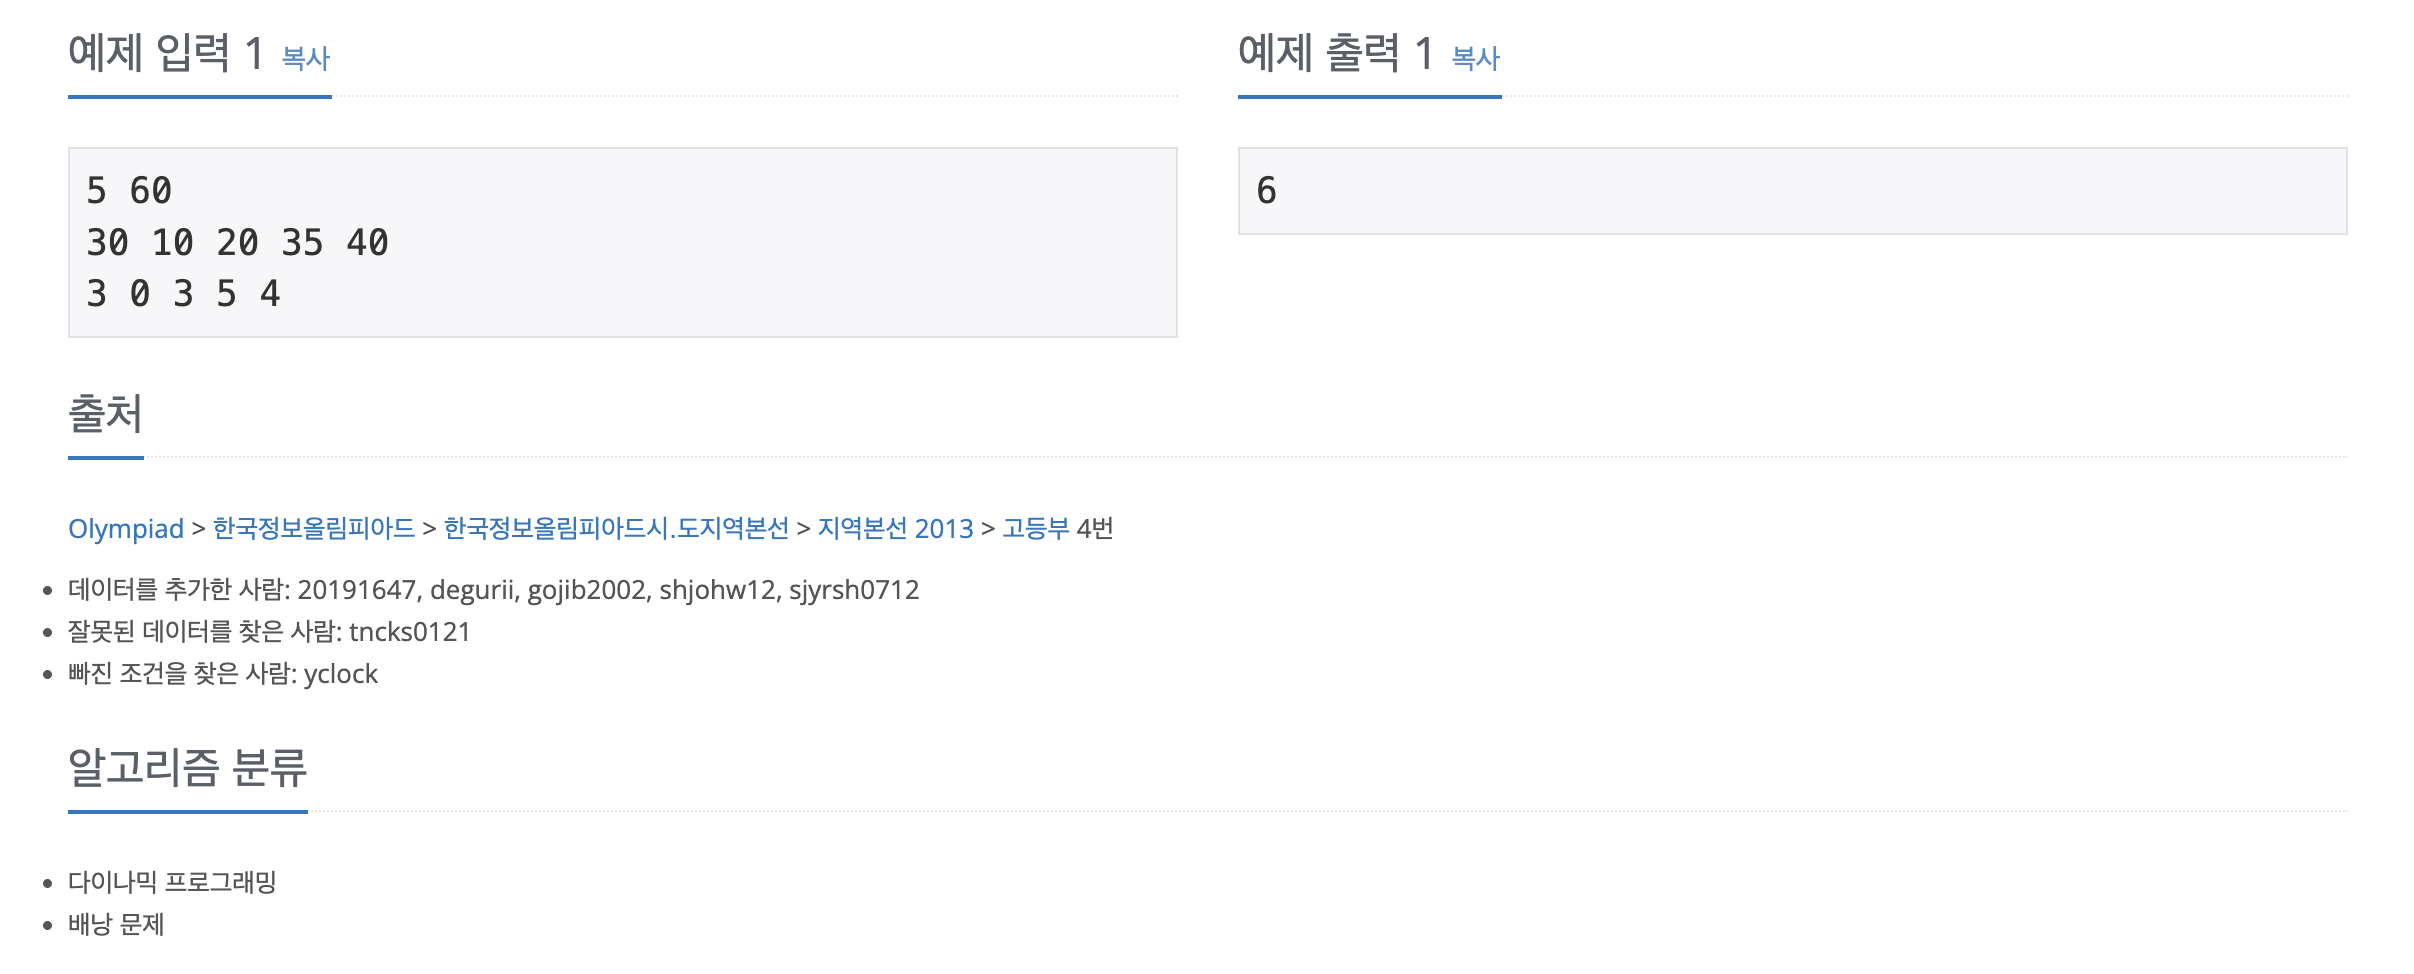 예제 입력 1 복사
5 60
30 10 20 35 40
3 0 3 5 4
예제 출력 1 복사
6
출처
Olympiad > 한국정보올림피아드 > 한국정보올림피아드시.도지역본선 > 지역본선 2013 > 고등부 4번
데이터를 추가한 사람: 20191647, degurii, gojib2002, shjohw12, sjyrsh0712
잘못된 데이터를 찾은 사람: tncks0121
빠진 조건을 찾은 사람: yclock
알고리즘 분류
다이나믹 프로그래밍
배낭 문제